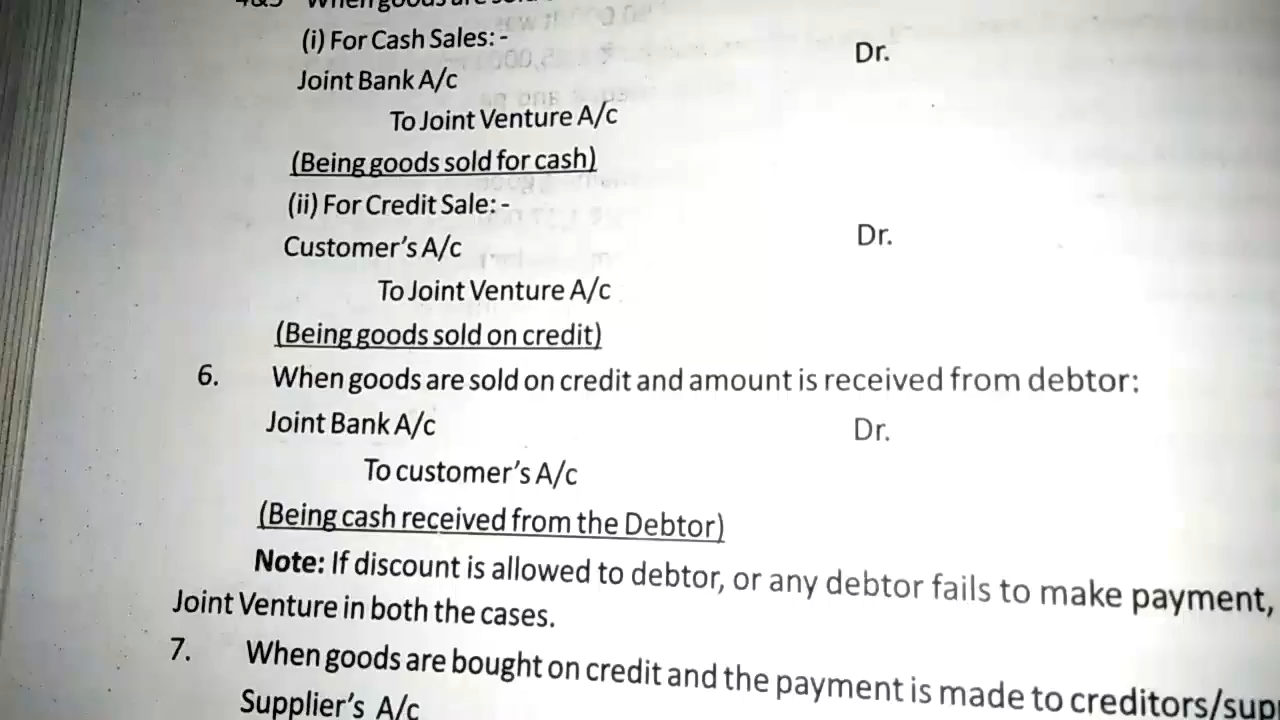 When goods are sold
(i) For Cash Sales: -
Joint Bank A/c Dr.
To Joint Venture A/c
(Being goods sold for cash)
(ii) For Credit Sale: -
Customer's A/c Dr.
To Joint Venture A/c
(Being goods sold on credit)
6. When goods are sold on credit and amount is received from debtor:
Joint Bank A/c Dr.
To customer's A/c
(Being cash received from the Debtor)
Note: If discount is allowed to debtor, or any debtor fails to make payment,
Joint Venture in both the cases.
7. When goods are bought on credit and the payment is made to creditors/sup
Supplier's A/c